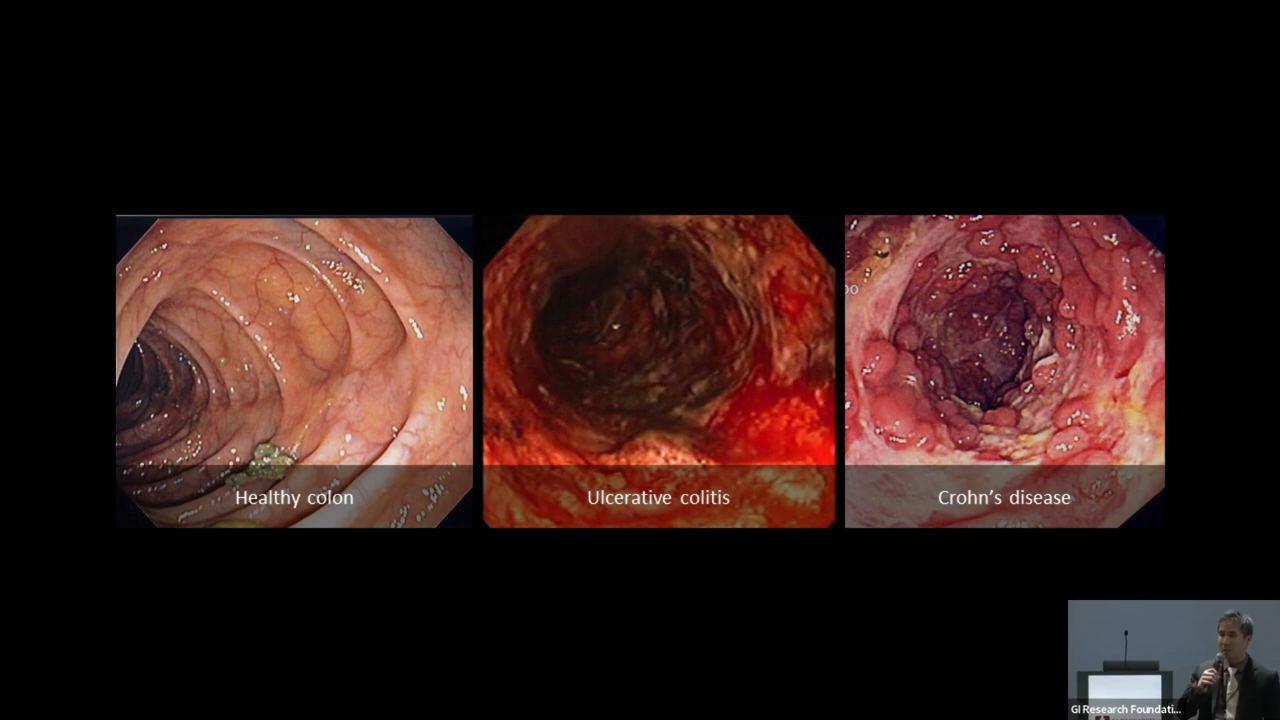 Healthy colon
Ulcerative colitis
Crohn’s disease
GI Research Foundati...